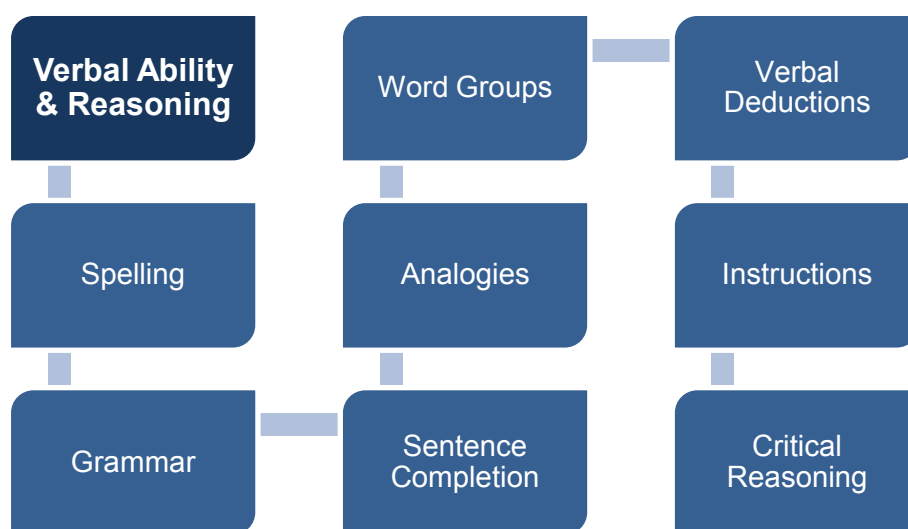 Verbal Ability
& Reasoning
Spelling
Grammar
Sentence
Completion
Analogies
Word Groups
Verbal
Deductions
Instructions
Critical
Reasoning